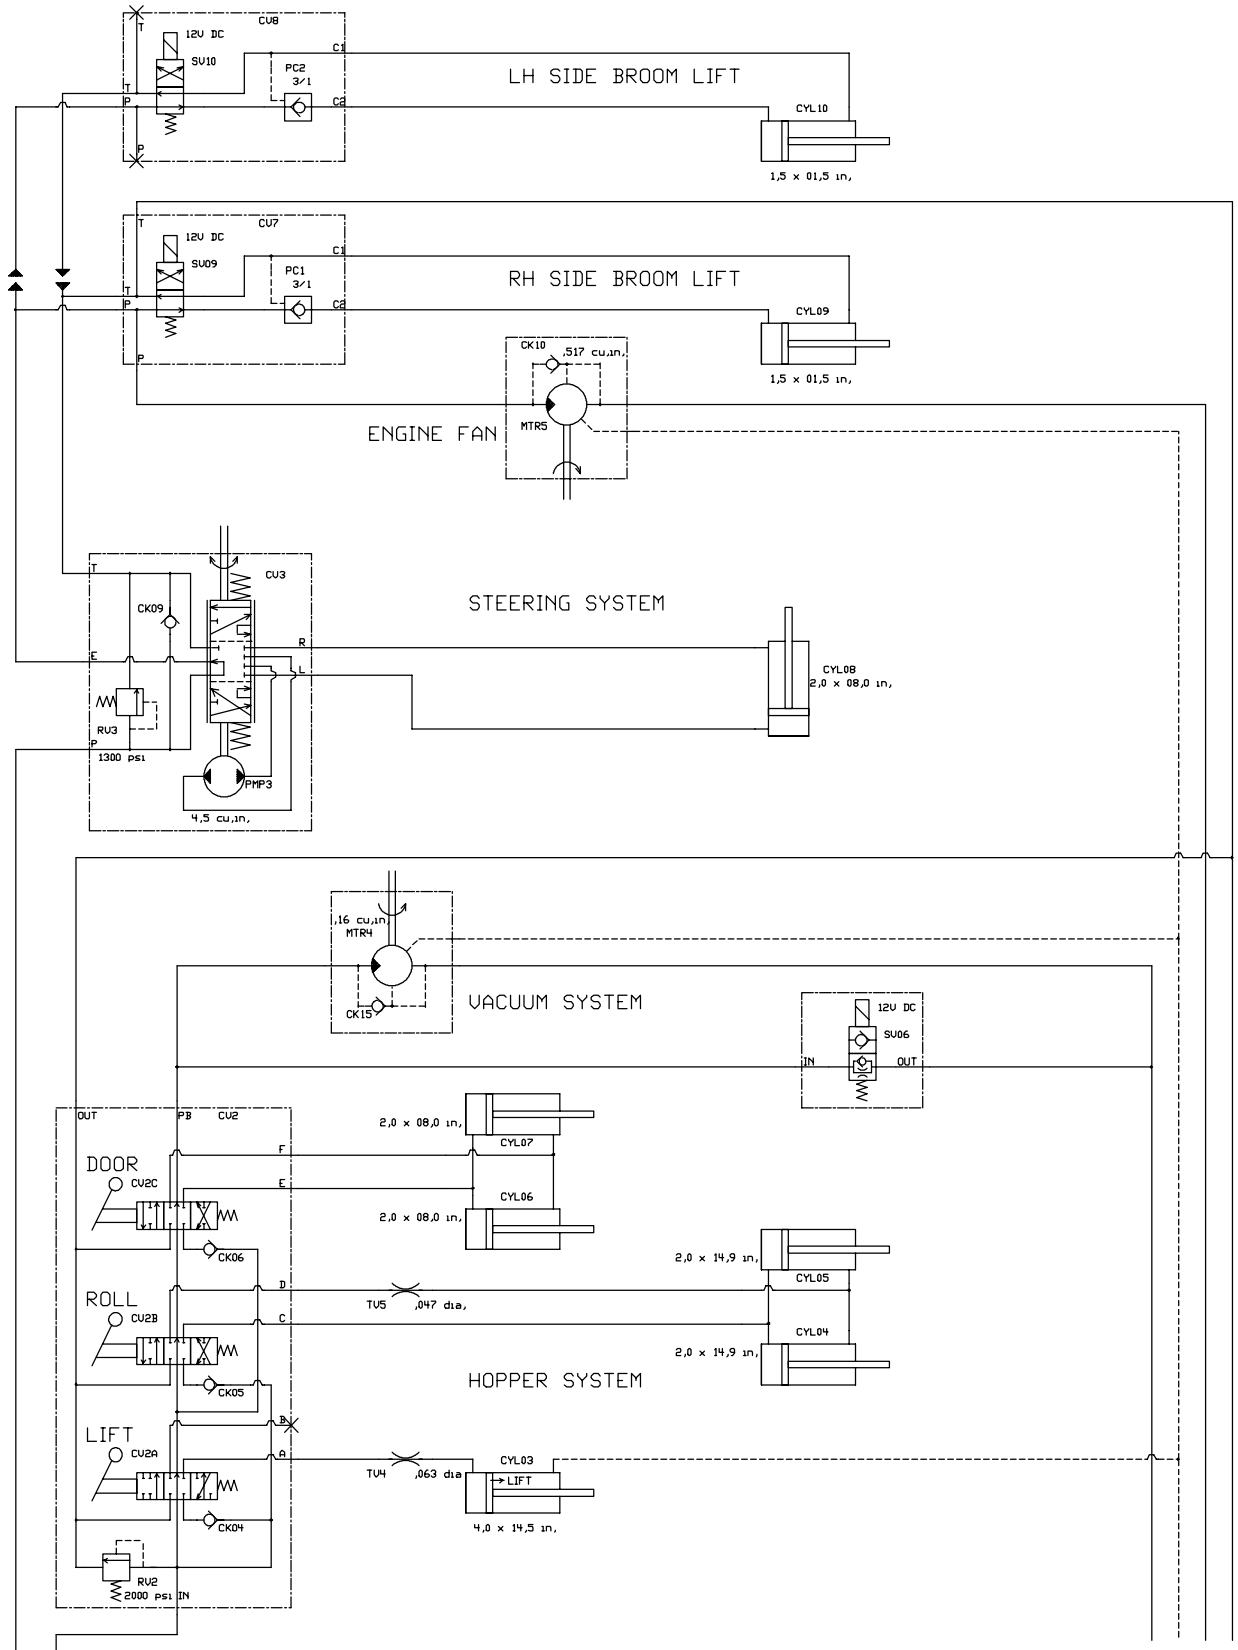 T
CV8
12V DC
SV10
C1
PC2
3/1
LH SIDE BROOM LIFT
T
P
C2
CYL10
P
1,5 x 01,5 in,
T
CV7
12V DC
C1
SV09
PC1
3/1
RH SIDE BROOM LIFT
T
P
C2
CYL09
P
CK10
,517 cu,in,
1,5 x 01,5 in,
MTR5
ENGINE FAN
T
CV3
CK09
STEERING SYSTEM
R
E
L
CYL08
2,0 x 08,0 in,
RV3
P
1300 psi
PMP3
4,5 cu,in,
,16 cu,in,
MTR4
CK15
VACUUM SYSTEM
12V DC
SV06
IN
OUT
OUT
PB
CV2
2,0 x 08,0 in,
CYL07
F
DOOR
CV2C
E
CYL06
2,0 x 08,0 in,
CK06
2,0 x 14,9 in,
CYL05
D
ROLL
TV5
,047 dia,
CV2B
C
CYL04
2,0 x 14,9 in,
HOPPER SYSTEM
CK05
B
LIFT
CV2A
A
CYL03
TV4
,063 dia
LIFT
CK04
4,0 x 14,5 in,
RV2
2000 psi IN